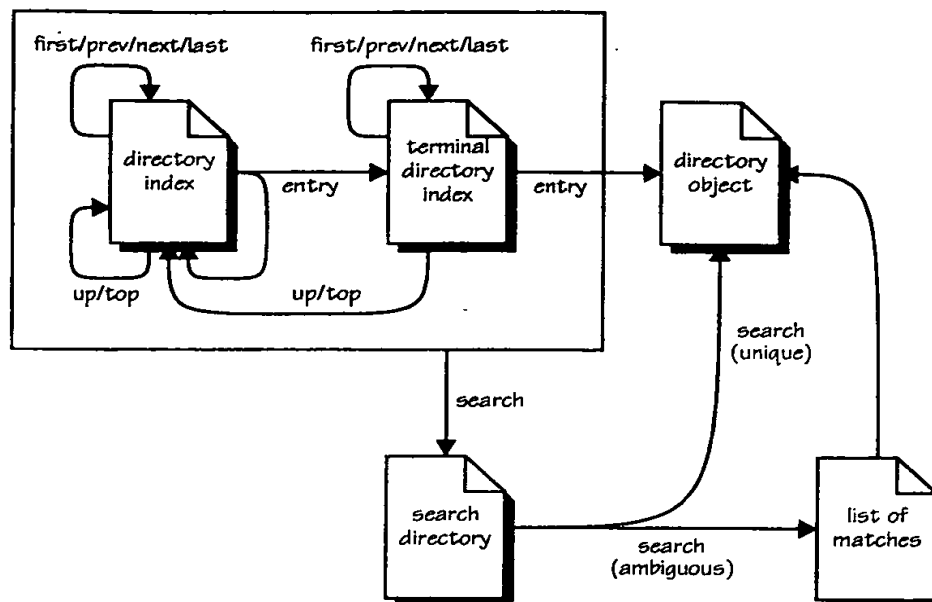 first/prev/next/last
first/prev/next/last
directory
index
entry
terminal
directory
index
entry
directory
object
up/top
up/top
search
(unique)
search
search
directory
search
(ambiguous)
list of
matches